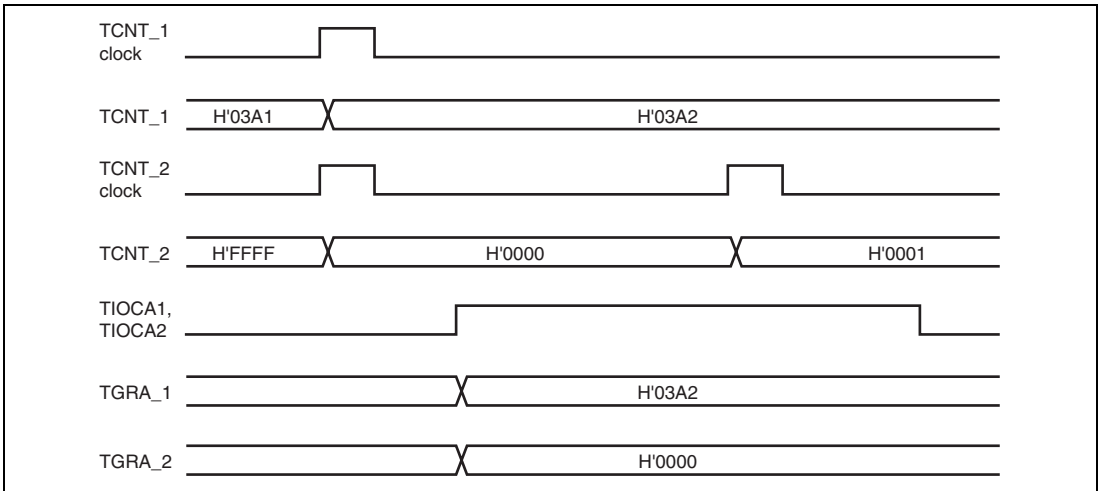 TCNT_1
clock
TCNT_1 H'03A1 H'03A2
TCNT_2
clock
TCNT_2 H'FFFF H'0000 H'0001
TIOCA1,
TIOCA2
TGRA_1 H'03A2
TGRA_2 H'0000